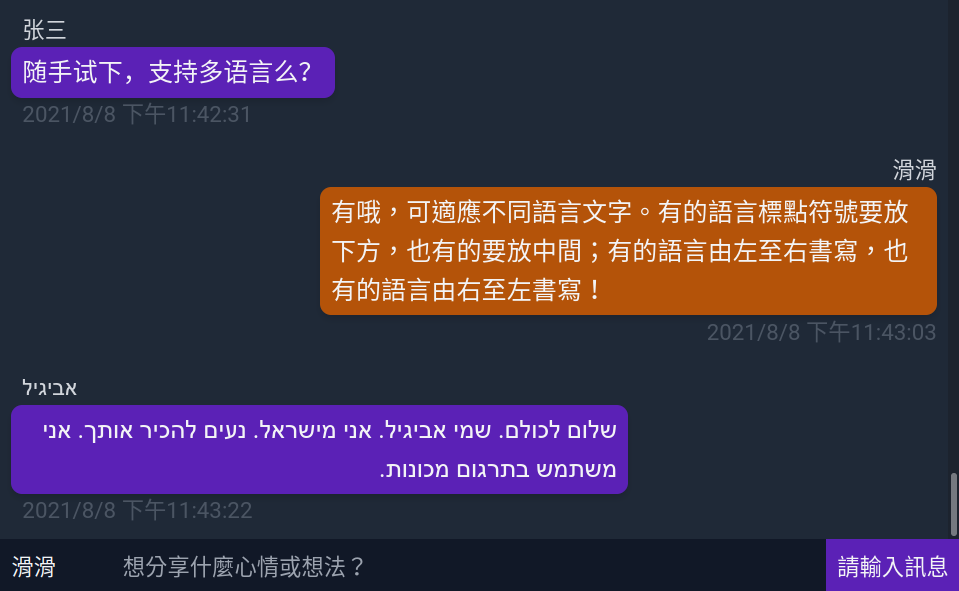 张三
随手试下，支持多语言么？
2021/8/8 下午11:42:31
滑滑
有哦，可適應不同語言文字。有的語言標點符號要放
下方，也有的要放中間；有的語言由左至右書寫，也
有的語言由右至左書寫！
2021/8/8 下午11:43:03
אביגיל
שלום לכולם. שמי אביגיל. אני מישראל. נעים להכיר אותך. אני
משתמש בתרגום מכונות.
2021/8/8 下午11:43:22
滑滑 想分享什麼心情或想法？ 請輸入訊息